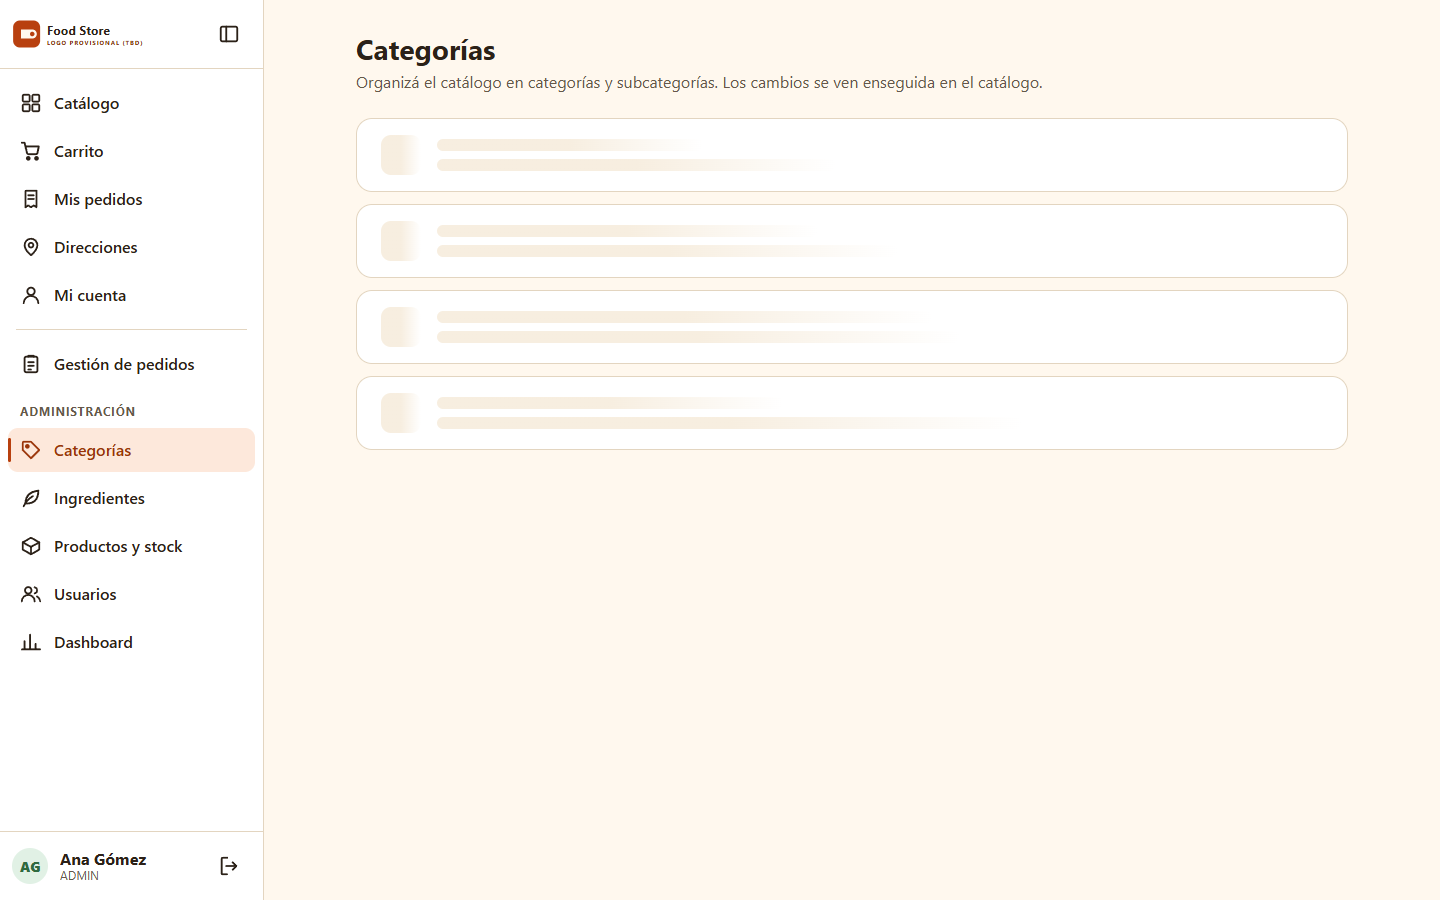 Food Store
LOGO PROVISIONAL (TBD)
Catálogo
Carrito
Mis pedidos
Direcciones
Mi cuenta
Gestión de pedidos
ADMINISTRACIÓN
Categorías
Ingredientes
Productos y stock
Usuarios
Dashboard
AG
Ana Gómez
ADMIN
Categorías
Organizá el catálogo en categorías y subcategorías. Los cambios se ven enseguida en el catálogo.